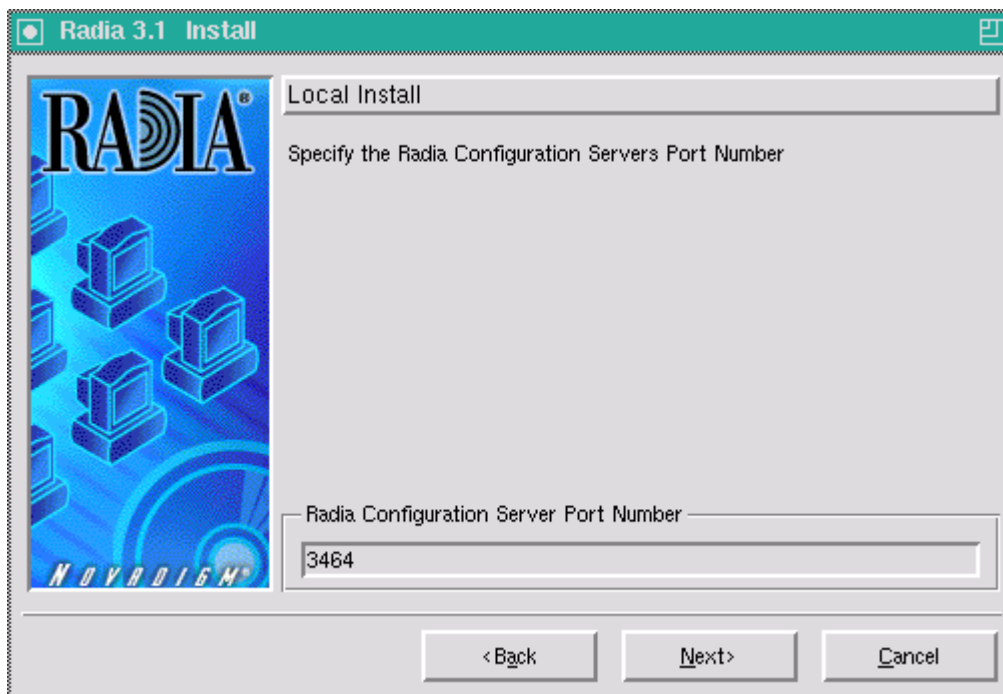 Radia 3.1 Install
RADIA®
Local Install
Specify the Radia Configuration Servers Port Number
Radia Configuration Server Port Number
3464
NOVADIGM®
<Back
Next>
Cancel